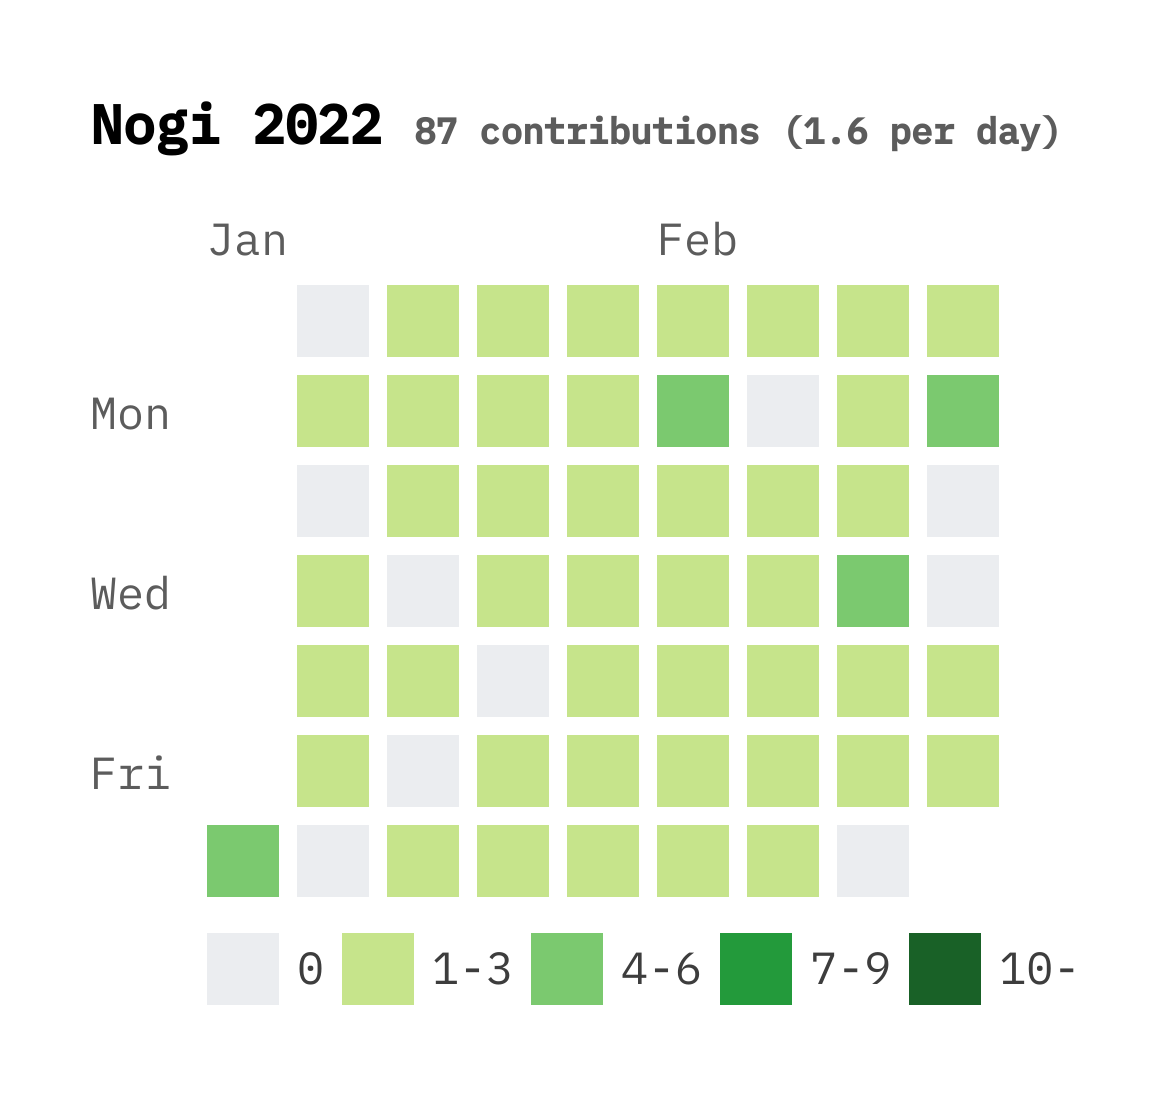 Nogi 2022 87 contributions (1.6 per day)
Jan Feb
Mon
Wed
Fri
0 1-3 4-6 7-9 10-